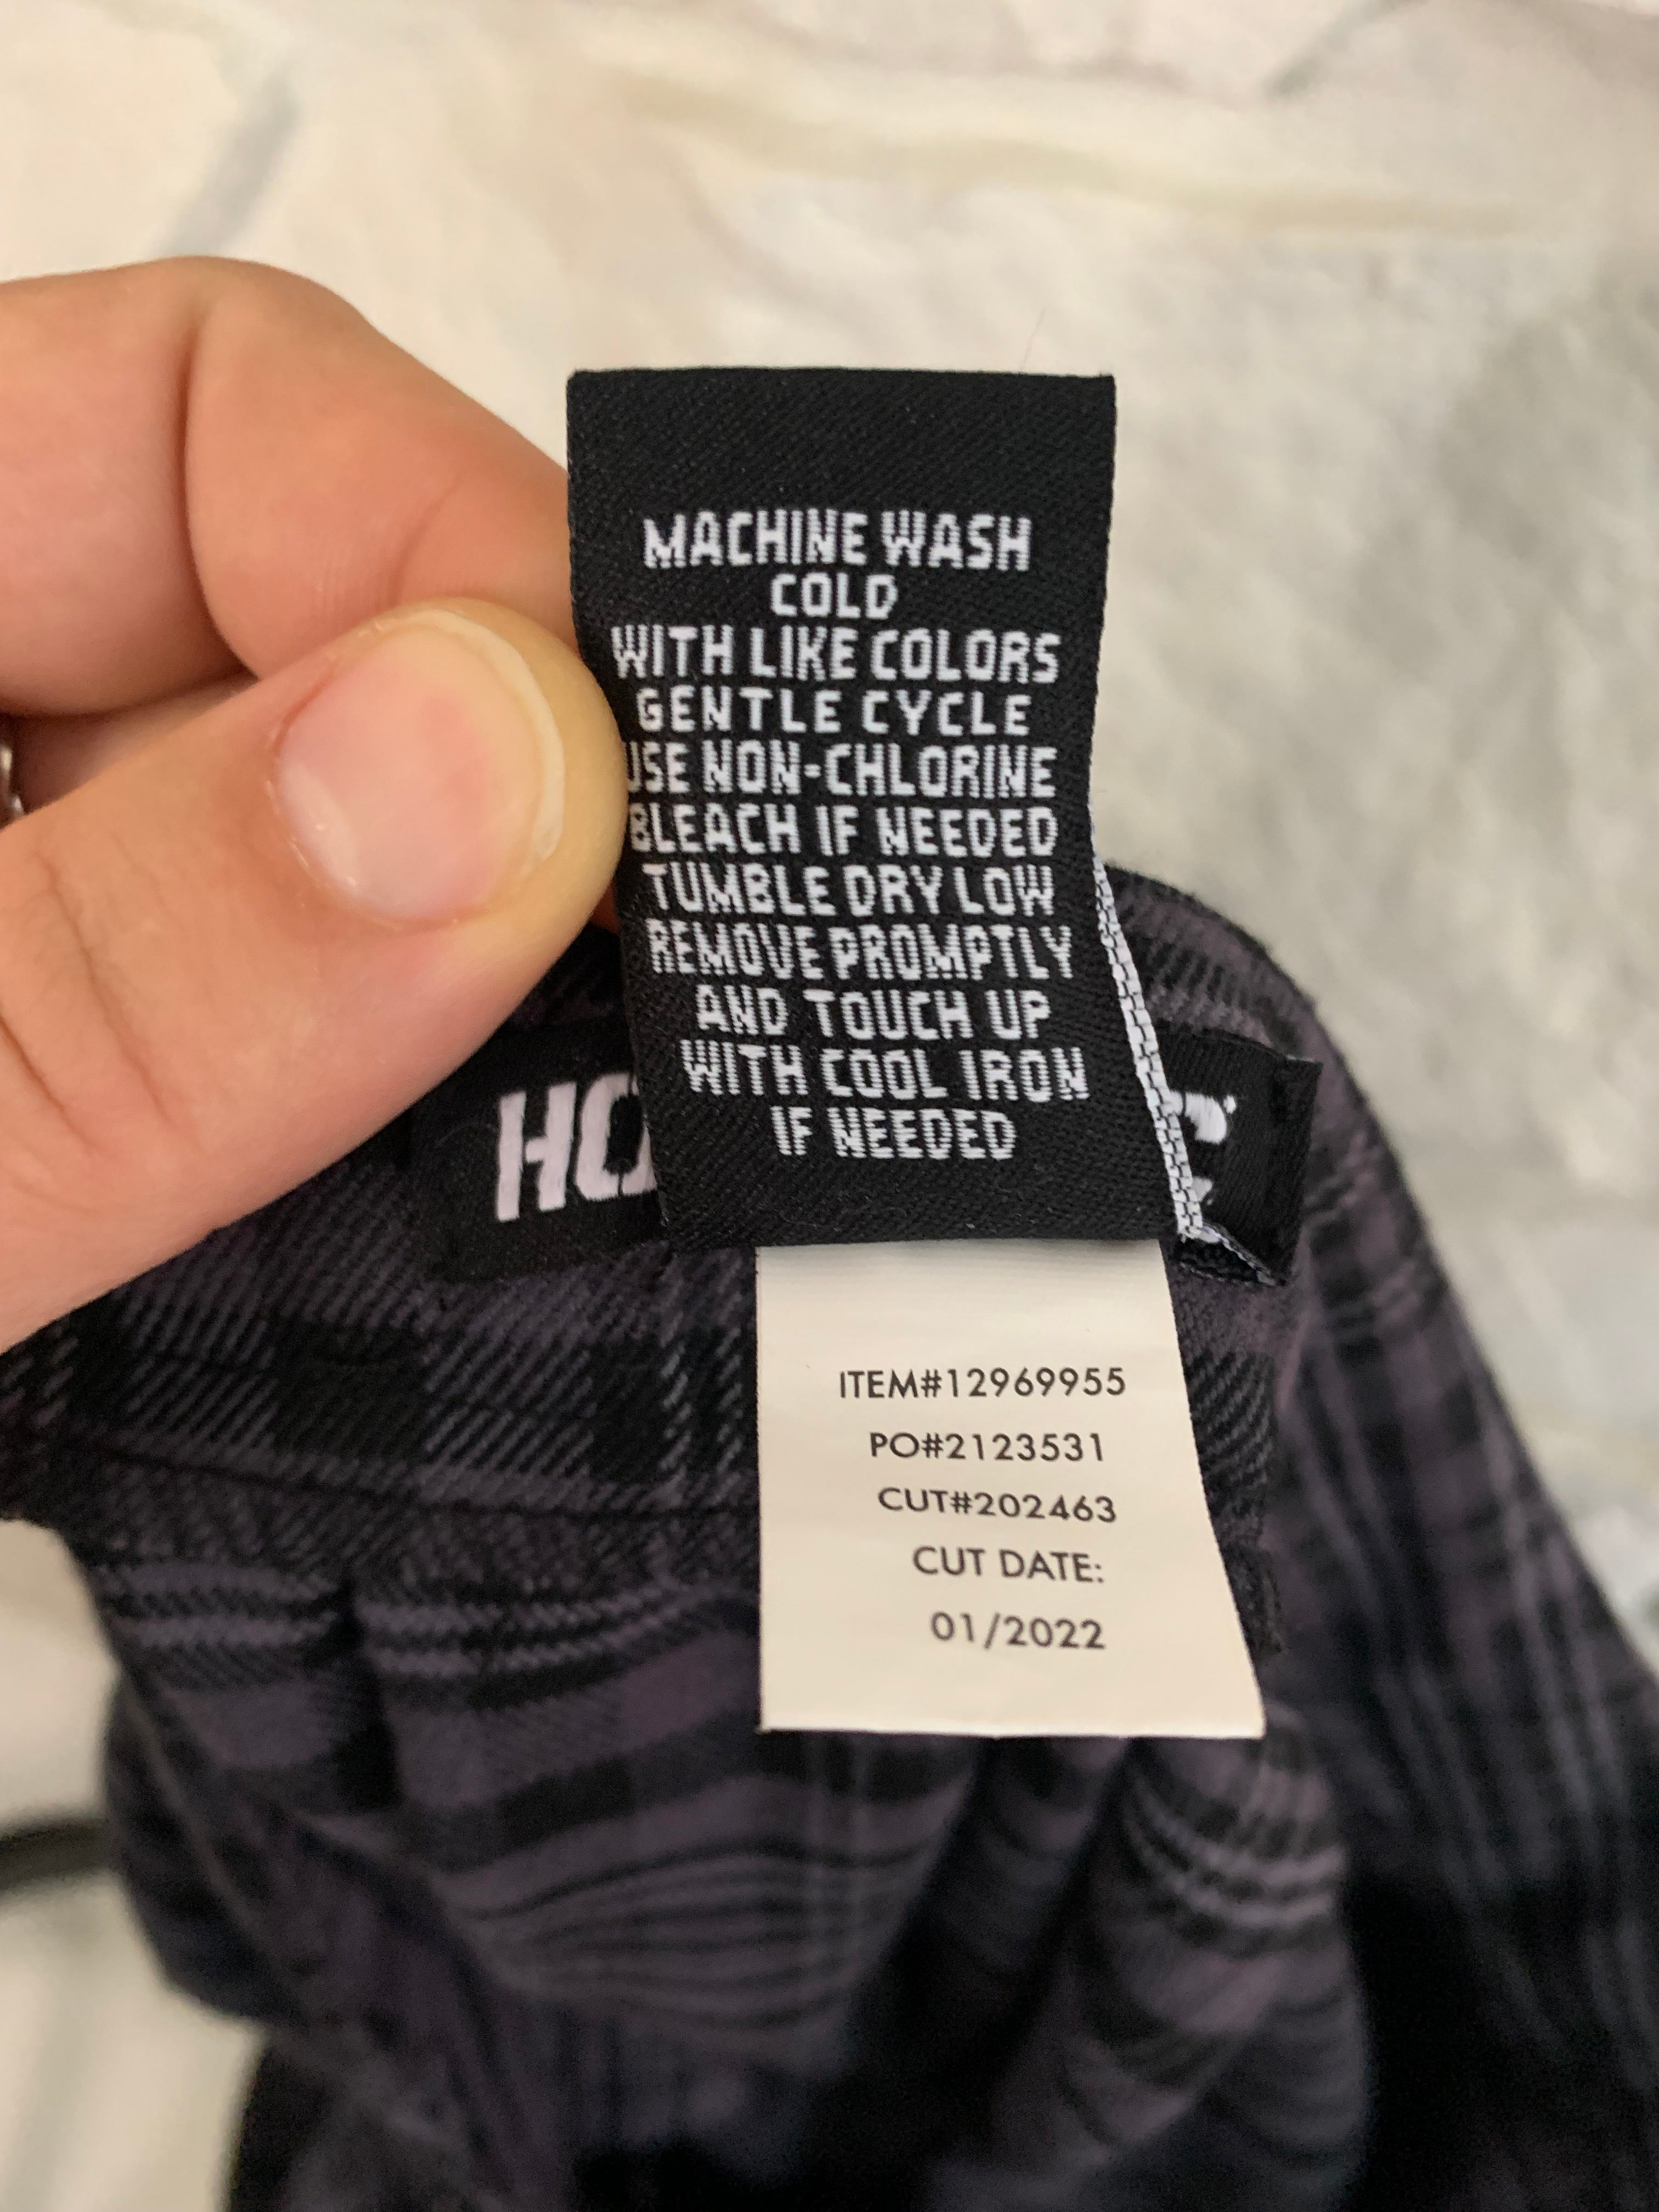 MACHINE WASH
COLD
WITH LIKE COLORS
GENTLE CYCLE
USE NON-CHLORINE
BLEACH IF NEEDED
TUMBLE DRY LOW
REMOVE PROMPTLY
AND TOUCH UP
WITH COOL IRON
IF NEEDED
ITEM#12969955
PO#2123531
CUT#202463
CUT DATE:
01/2022